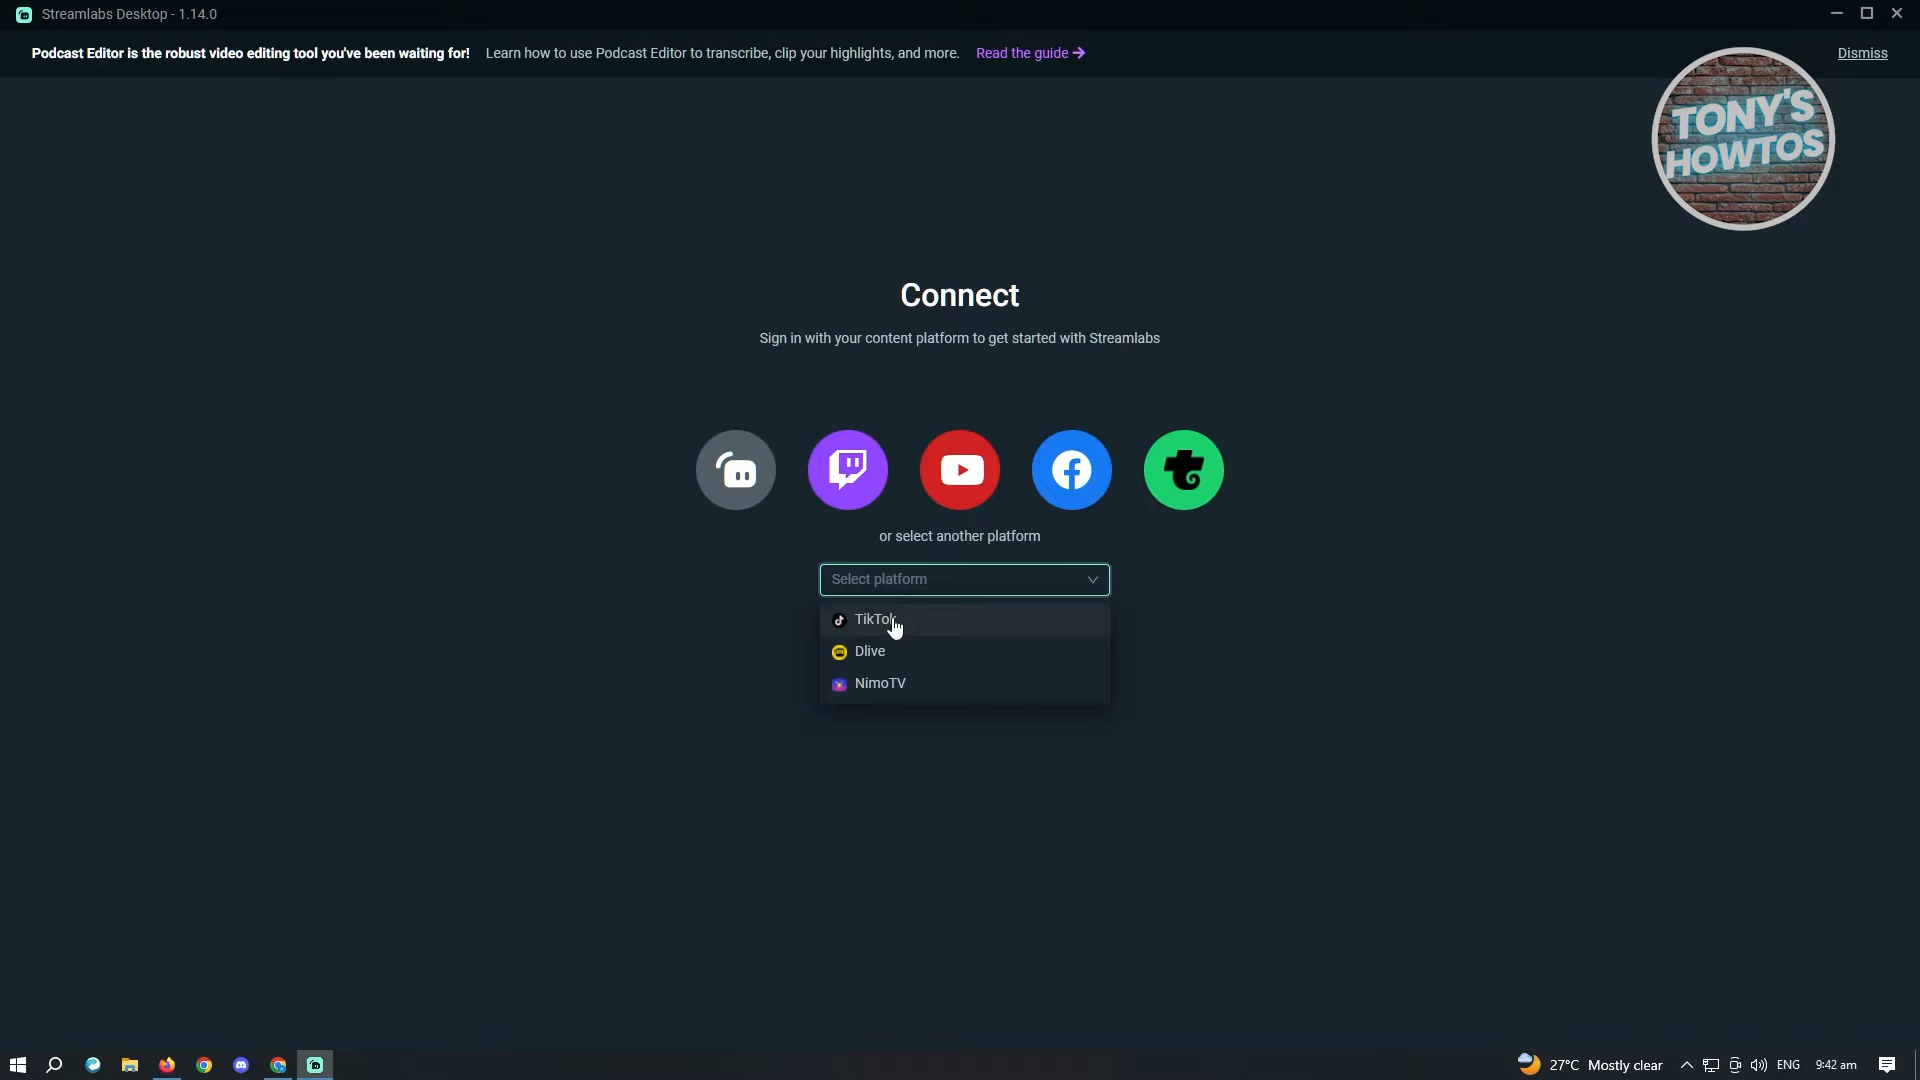 Streamlabs Desktop - 1.14.0
Podcast Editor is the robust video editing tool you've been waiting for! Learn how to use Podcast Editor to transcribe, clip your highlights, and more. Read the guide → Dismiss
TONY'S
HOWTOS
Connect
Sign in with your content platform to get started with Streamlabs
or select another platform
Select platform
TikTok
Dlive
NimoTV
27°C Mostly clear ENG 9:42 am